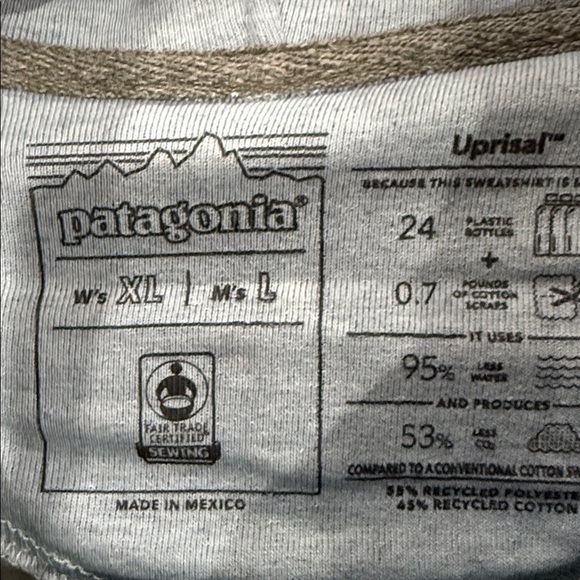 patagonia®
W's XL | M's L
FAIR TRADE
CERTIFIED
SEWING
MADE IN MEXICO
Uprisal™
BECAUSE THIS SWEATSHIRT IS
24 PLASTIC
BOTTLES
+
0.7 POUNDS
OF COTTON
SCRAPS
IT USES
95% LESS
WATER
AND PRODUCES
53% LESS
CO₂
COMPARED TO A CONVENTIONAL COTTON
55% RECYCLED POLYESTE
45% RECYCLED COTTON